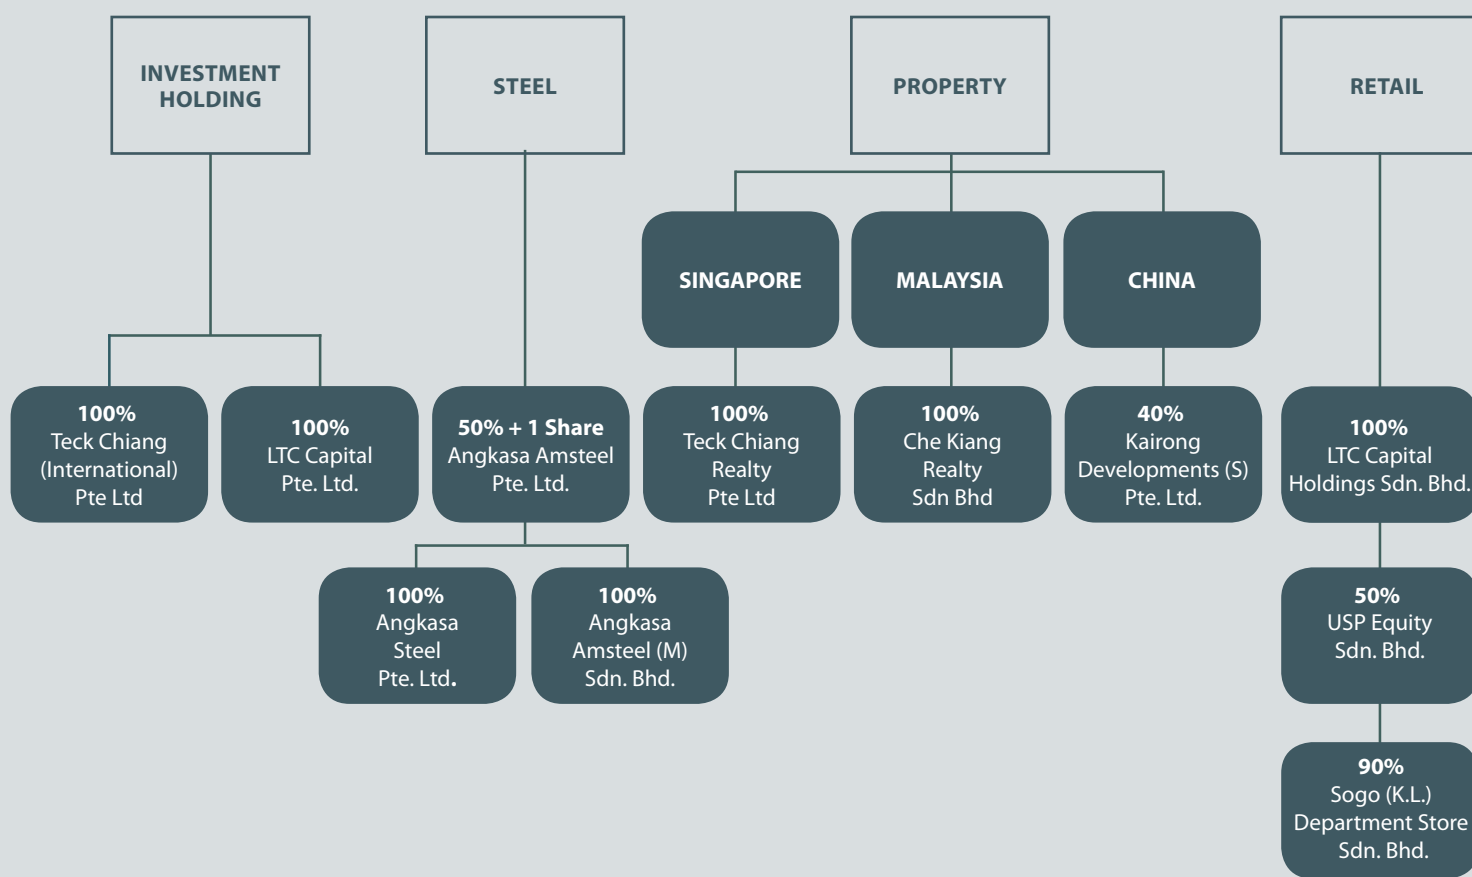 INVESTMENT
HOLDING
STEEL
PROPERTY
RETAIL
SINGAPORE
MALAYSIA
CHINA
100%
Teck Chiang
(International)
Pte Ltd
100%
LTC Capital
Pte. Ltd.
50% + 1 Share
Angkasa Amsteel
Pte. Ltd.
100%
Teck Chiang
Realty
Pte Ltd
100%
Che Kiang
Realty
Sdn Bhd
40%
Kairong
Developments (S)
Pte. Ltd.
100%
LTC Capital
Holdings Sdn. Bhd.
100%
Angkasa
Steel
Pte. Ltd.
100%
Angkasa
Amsteel (M)
Sdn. Bhd.
50%
USP Equity
Sdn. Bhd.
90%
Sogo (K.L.)
Department Store
Sdn. Bhd.